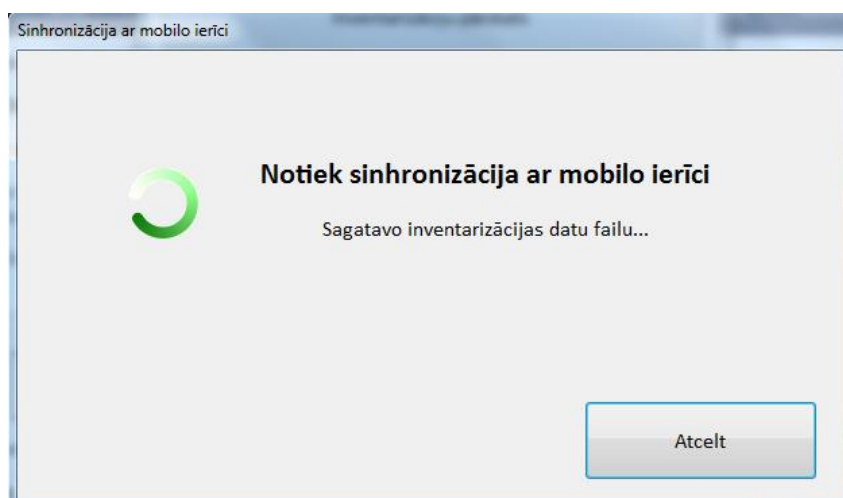 Sinhronizācija ar mobilo ierīci
Notiek sinhronizācija ar mobilo ierīci
Sagatavo inventarizācijas datu failu...
Atcelt